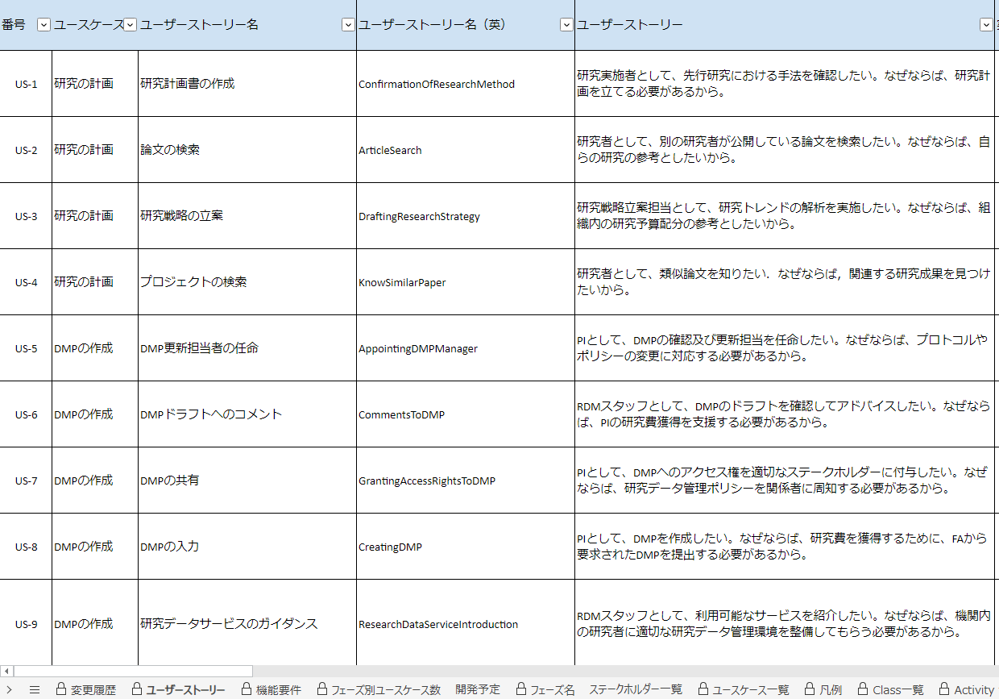 番号 ユースケース ユーザーストーリー名 ユーザーストーリー名（英） ユーザーストーリー
US-1 研究の計画 研究計画書の作成 ConfirmationOfResearchMethod 研究実施者として、先行研究における手法を確認したい。なぜならば、研究計
画を立てる必要があるから。
US-2 研究の計画 論文の検索 ArticleSearch 研究者として、別の研究者が公開している論文を検索したい。なぜならば、自
らの研究の参考としたいから。
US-3 研究の計画 研究戦略の立案 DraftingResearchStrategy 研究戦略立案担当として、研究トレンドの解析を実施したい。なぜならば、組
織内の研究予算配分の参考としたいから。
US-4 研究の計画 プロジェクトの検索 KnowSimilarPaper 研究者として、類似論文を知りたい．なぜならば，関連する研究成果を見つけ
たいから。
US-5 DMPの作成 DMP更新担当者の任命 AppointingDMPManager PIとして、DMPの確認及び更新担当を任命したい。なぜならば、プロトコルや
ポリシーの変更に対応する必要があるから。
US-6 DMPの作成 DMPドラフトへのコメント CommentsToDMP RDMスタッフとして、DMPのドラフトを確認してアドバイスしたい。なぜなら
ば、PIの研究費獲得を支援する必要があるから。
US-7 DMPの作成 DMPの共有 GrantingAccessRightsToDMP PIとして、DMPへのアクセス権を適切なステークホルダーに付与したい。なぜ
ならば、研究データ管理ポリシーを関係者に周知する必要があるから。
US-8 DMPの作成 DMPの入力 CreatingDMP PIとして、DMPを作成したい。なぜならば、研究費を獲得するために、FAから
要求されたDMPを提出する必要があるから。
US-9 DMPの作成 研究データサービスのガイダンス ResearchDataServiceIntroduction RDMスタッフとして、利用可能なサービスを紹介したい。なぜならば、機関内
の研究者に適切な研究データ管理環境を整備してもらう必要があるから。
変更履歴 ユーザーストーリー 機能要件 フェーズ別ユースケース数 開発予定 フェーズ名 ステークホルダー一覧 ユースケース一覧 凡例 Class一覧 Activity